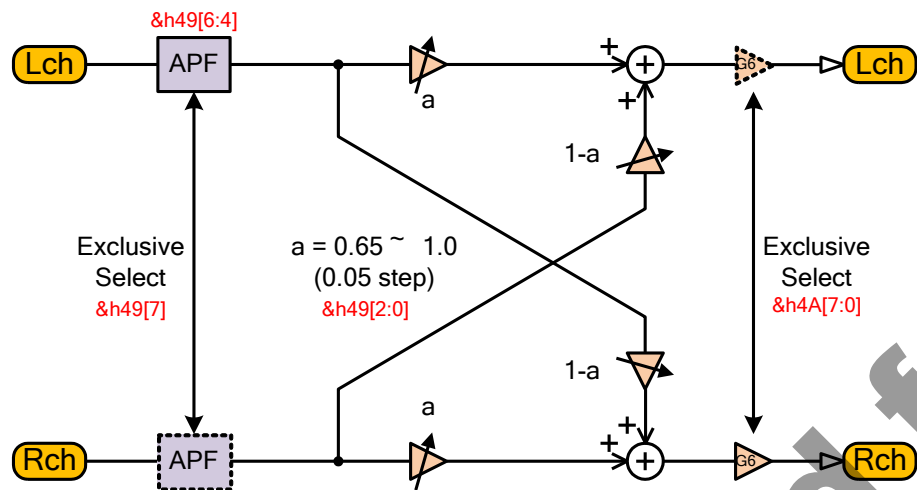 &h49[6:4]
Lch
APF
a
+
+
+
G6
Lch
1-a
Exclusive
Select
&h49[7]
a = 0.65 ~ 1.0
(0.05 step)
&h49[2:0]
Exclusive
Select
&h4A[7:0]
1-a
a
Rch
APF
+
+
+
G6
Rch
df